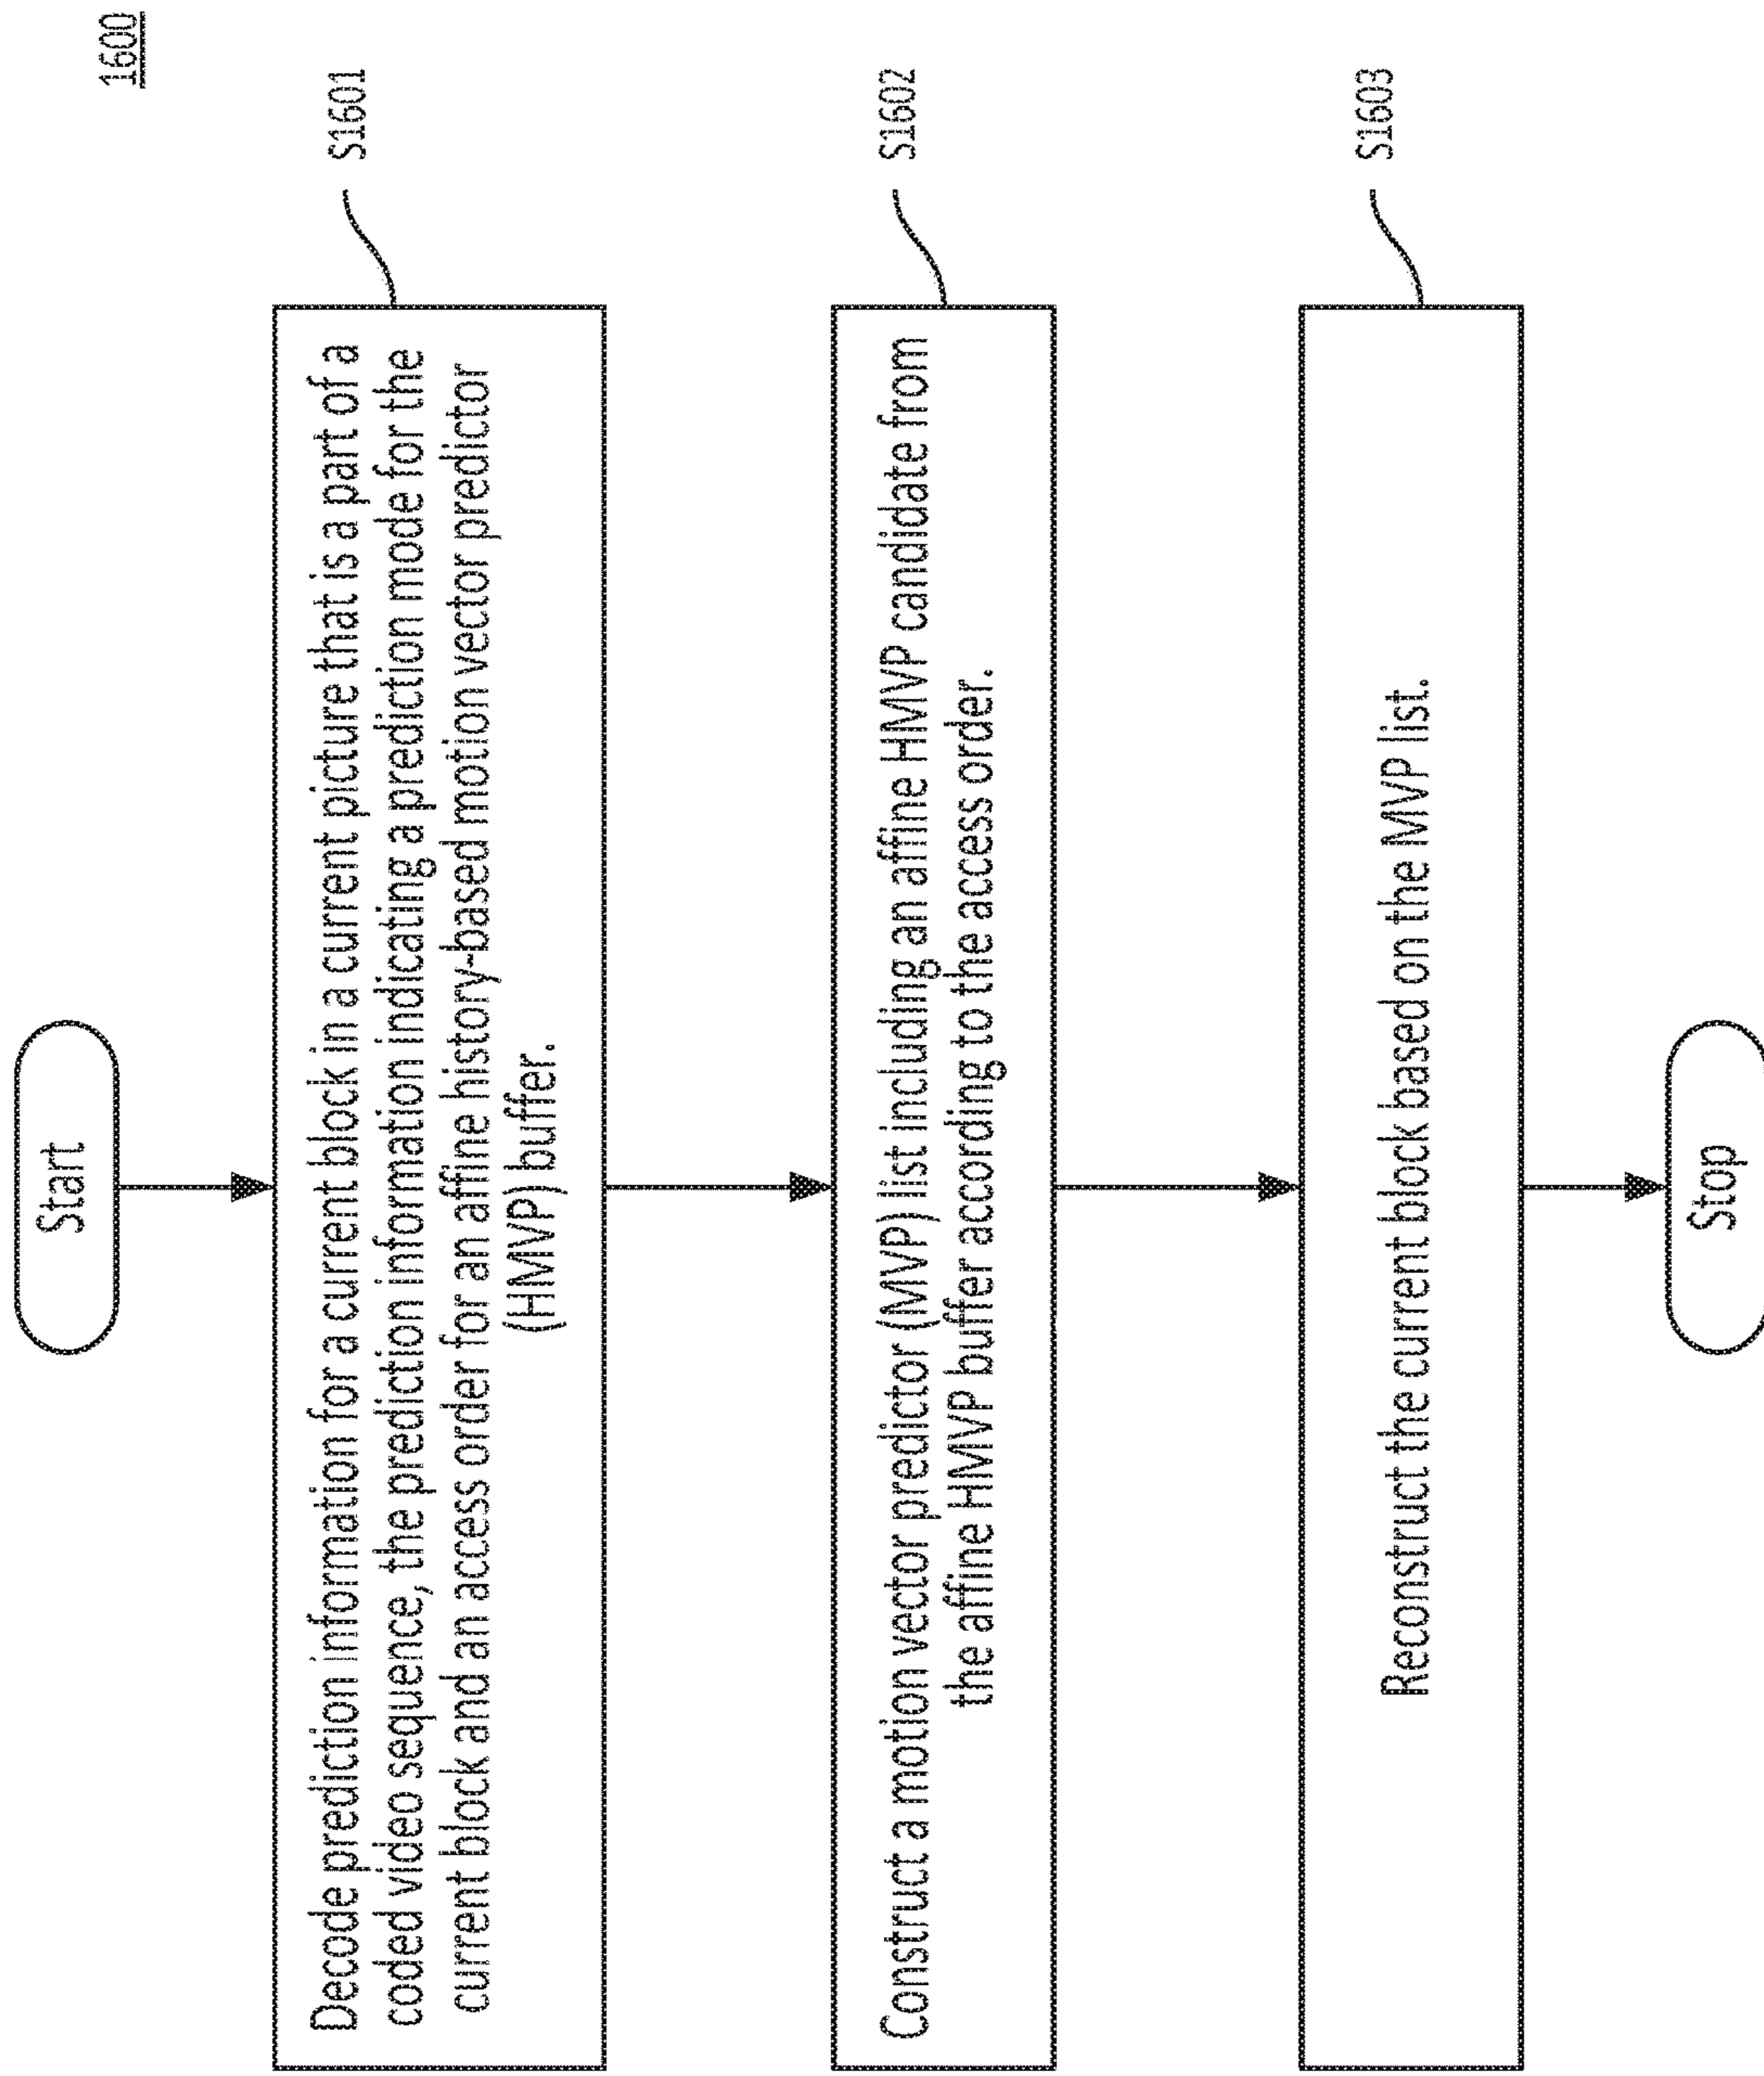 1600
Start
Decode prediction information for a current block in a current picture that is a part of a
coded video sequence, the prediction information indicating a prediction mode for the
current block and an access order for an affine history-based motion vector predictor
(HMVP) buffer.
S1601
Construct a motion vector predictor (MVP) list including an affine HMVP candidate from
the affine HMVP buffer according to the access order.
S1602
Reconstruct the current block based on the MVP list.
S1603
Stop